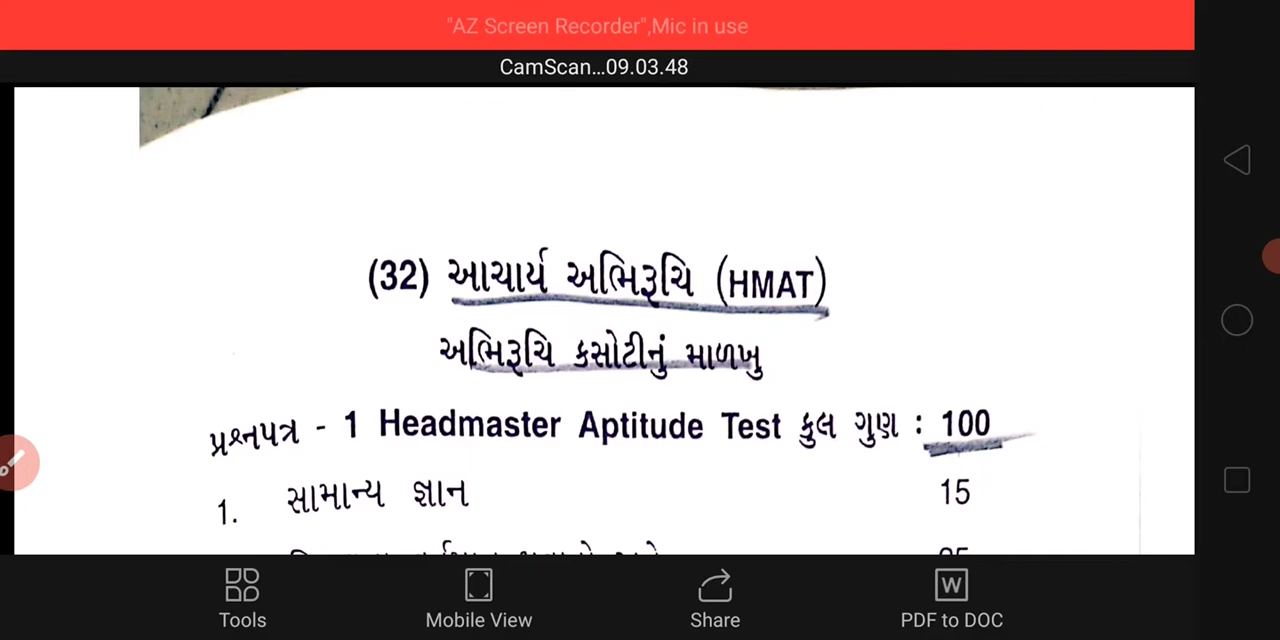 "AZ Screen Recorder",Mic in use
CamScan...09.03.48
(32) આચાર્ય અભિરૂચિ (HMAT)
અભિરૂચિ કસોટીનું માળખુ
પ્રશ્નપત્ર - 1 Headmaster Aptitude Test કુલ ગુણ : 100
1. સામાન્ય જ્ઞાન 15
Tools Mobile View Share PDF to DOC